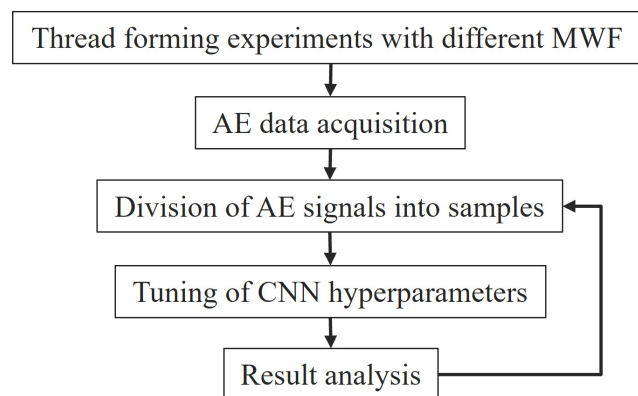 Thread forming experiments with different MWF
AE data acquisition
Division of AE signals into samples
Tuning of CNN hyperparameters
Result analysis